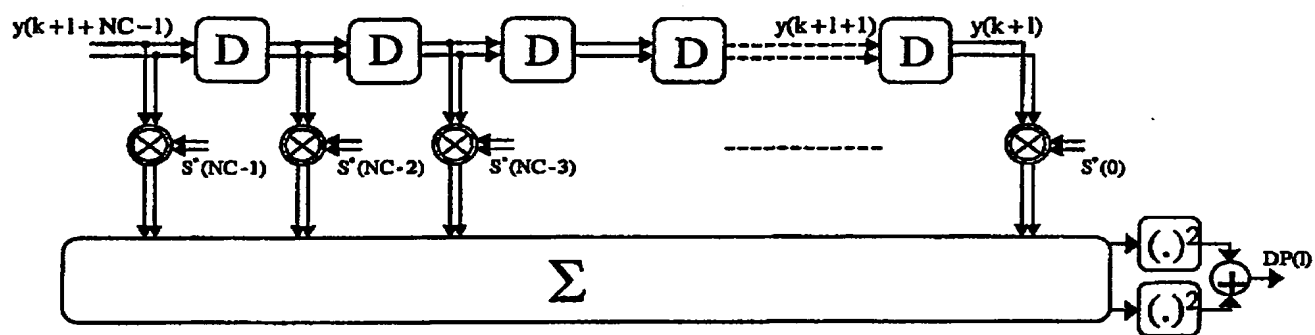 y(k+l+NC-1) y(k+l+1) y(k+l)
D D D D D
S*(NC-1) S*(NC-2) S*(NC-3) S*(0)
Σ
(.)² DP(l)
(.)²